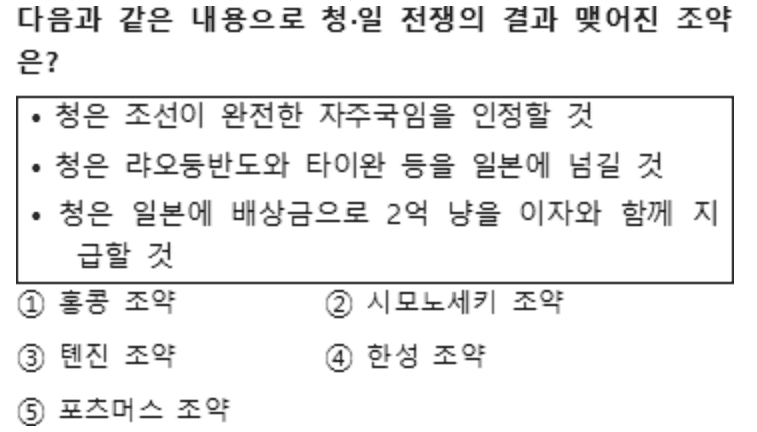 다음과 같은 내용으로 청·일 전쟁의 결과 맺어진 조약
은?
• 청은 조선이 완전한 자주국임을 인정할 것
• 청은 랴오둥반도와 타이완 등을 일본에 넘길 것
• 청은 일본에 배상금으로 2억 냥을 이자와 함께 지
급할 것
① 홍콩 조약 ② 시모노세키 조약
③ 톈진 조약 ④ 한성 조약
⑤ 포츠머스 조약